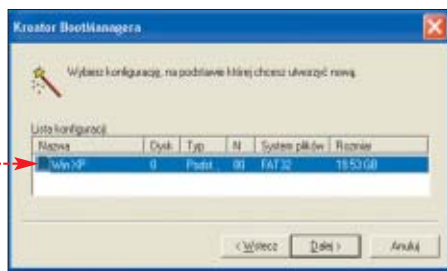 Kreator BootManagera
Wybierz konfigurację, na podstawie której chcesz utworzyć nową.
Lista konfiguracji
Nazwa Dysk Typ N System plików Rozmiar
Win XP 0 Podst. FAT32 18.53 GB
< Wstecz Dalej > Anuluj